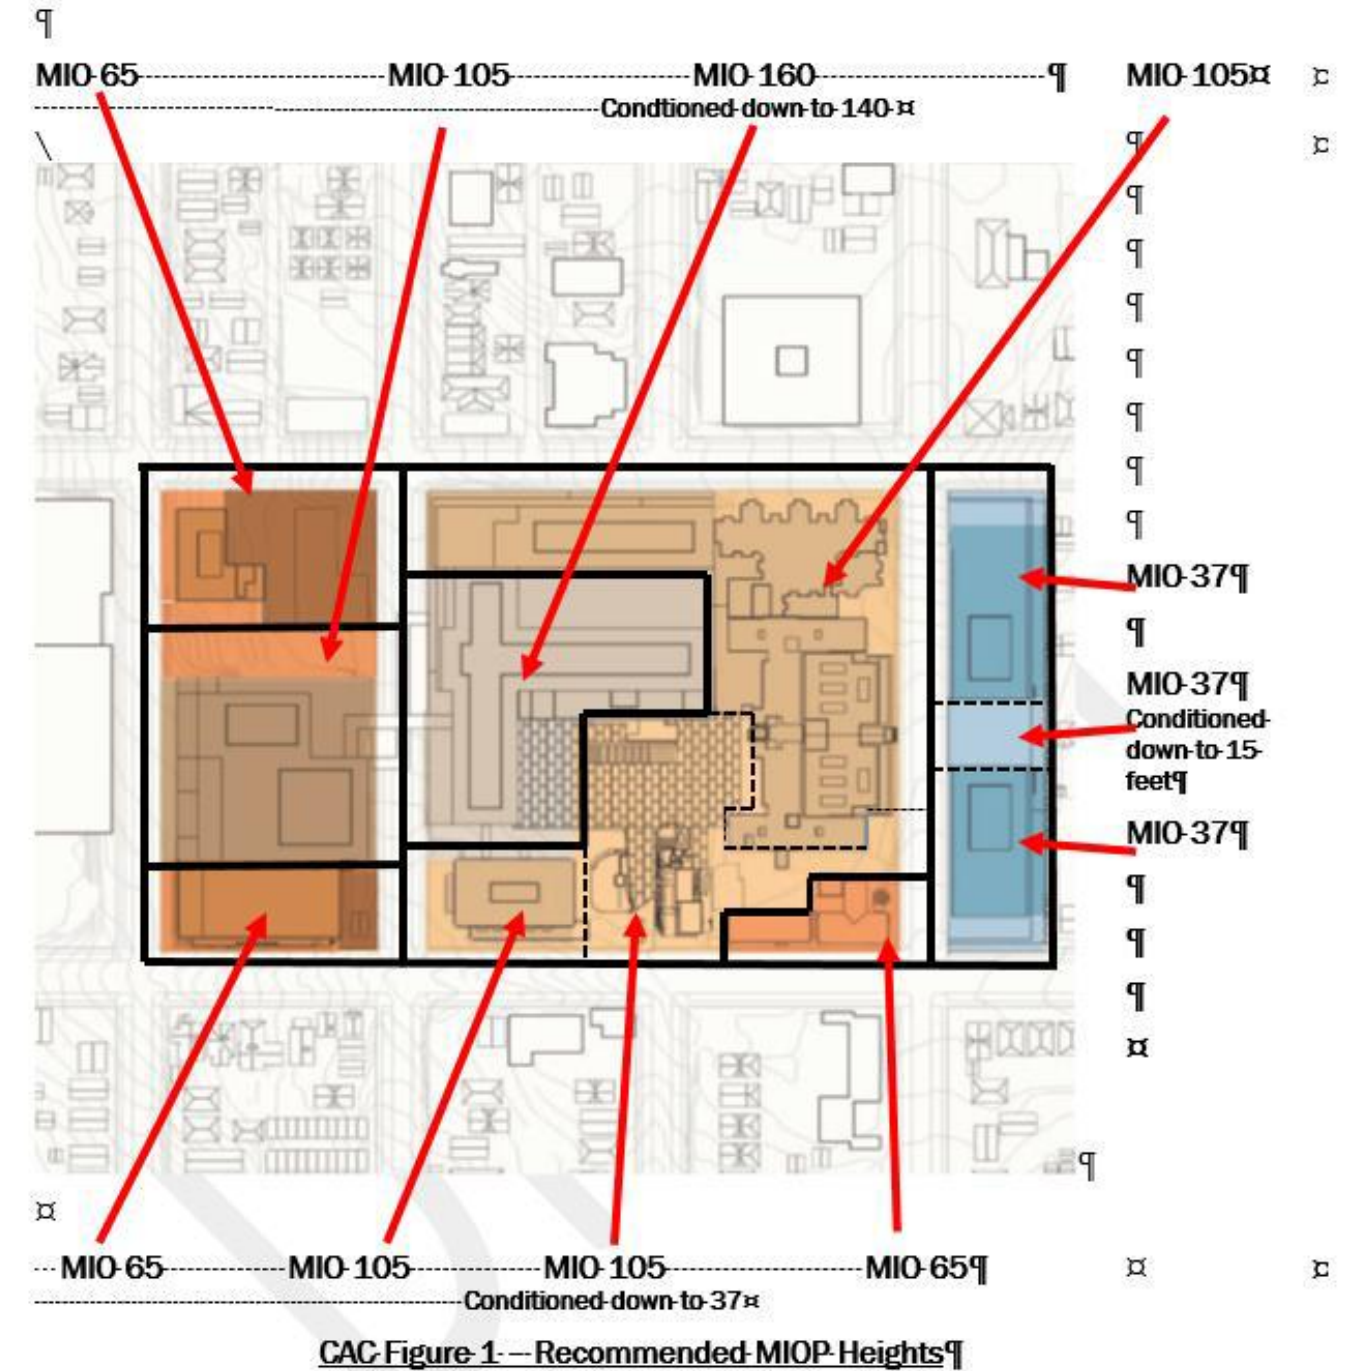 ¶
MIO 65 MIO 105 MIO 160 ¶ MIO 105¤ ¤
Condtioned down to 140 ¤
\ ¶ ¤
¶
¶
¶
¶
¶
¶
¶
MIO 37¶
¶
MIO 37¶
Conditioned
down to 15
feet¶
MIO 37¶
¶
¶
¶
¤
¶
¤
MIO 65 MIO 105 MIO 105 MIO 65¶ ¤ ¤
Conditioned down to 37¤
CAC Figure 1 -- Recommended MIOP Heights¶